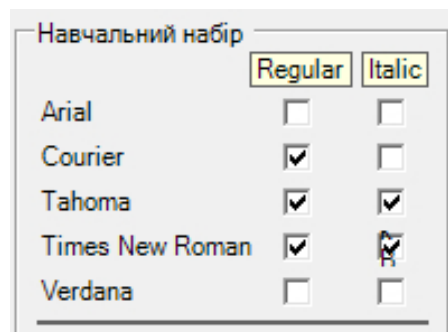 Навчальний набір
Regular Italic
Arial
Courier
Tahoma
Times New Roman
Verdana